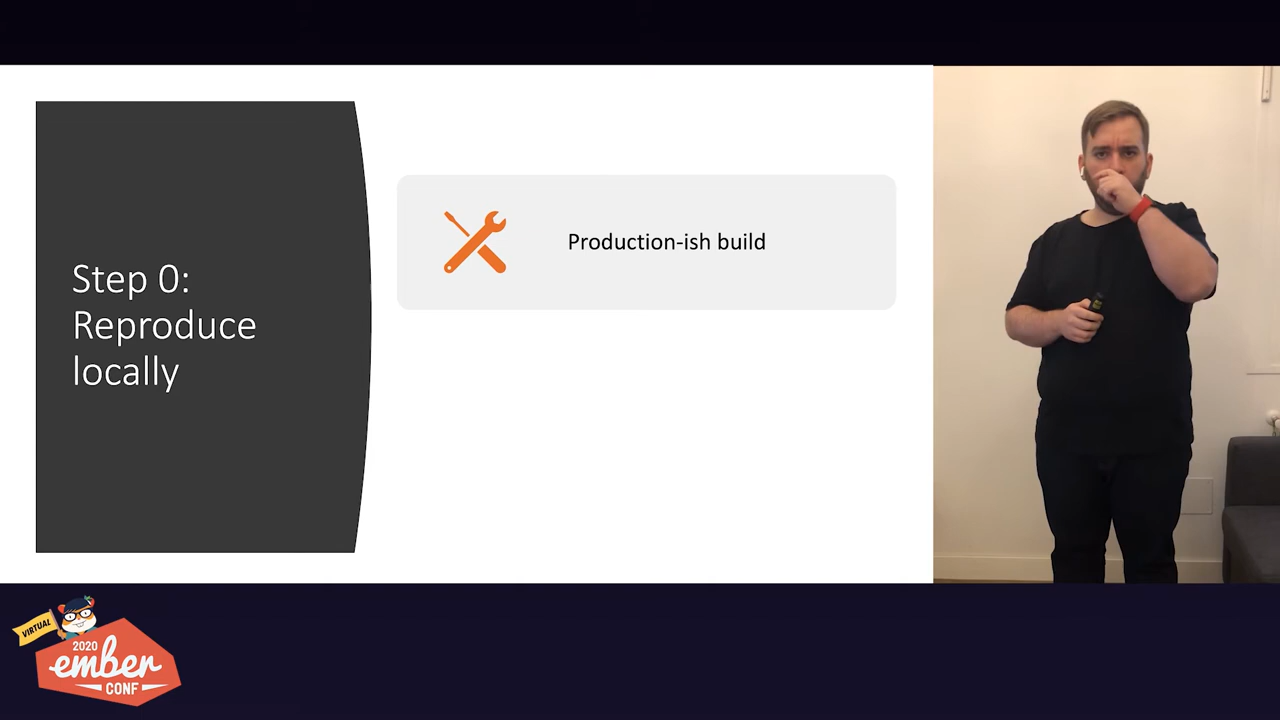 Step 0:
Reproduce
locally
Production-ish build
VIRTUAL
2020
ember
CONF